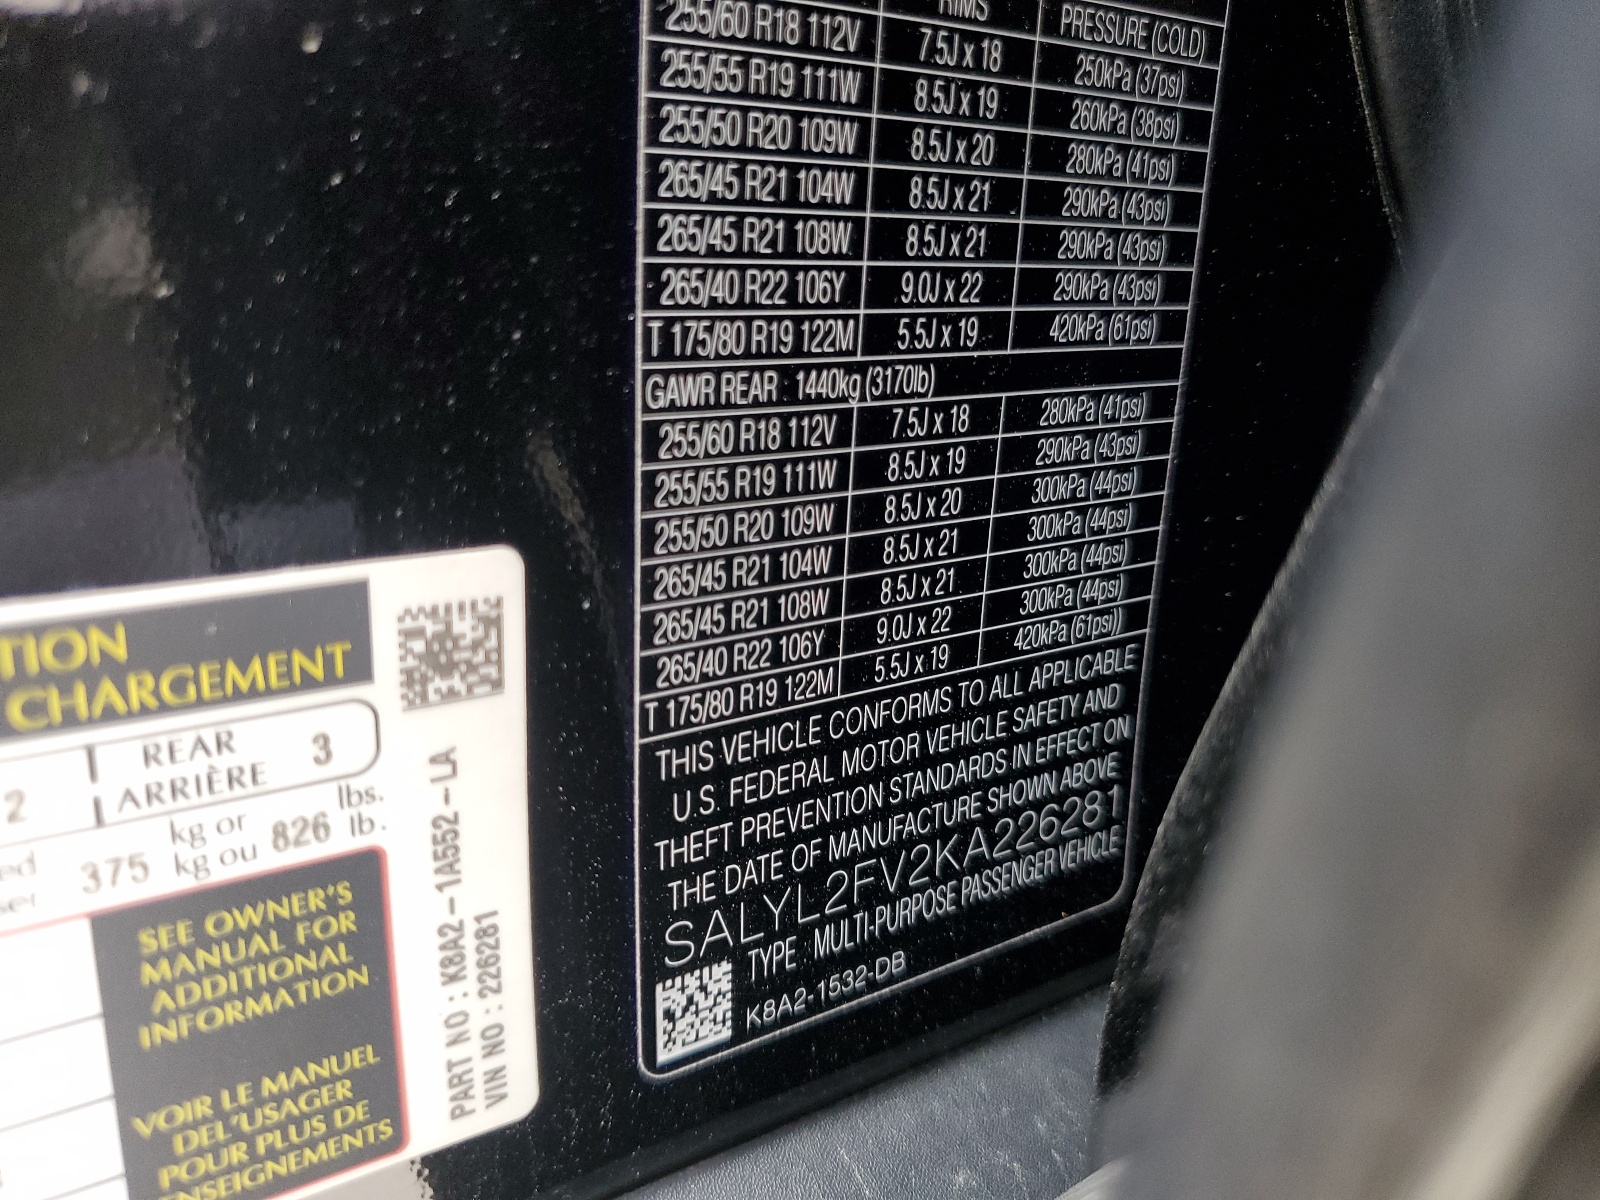 RIMS PRESSURE (COLD)
255/60 R18 112V 7.5J x 18 250kPa (37psi)
255/55 R19 111W 8.5J x 19 260kPa (38psi)
255/50 R20 109W 8.5J x 20 280kPa (41psi)
265/45 R21 104W 8.5J x 21 290kPa (43psi)
265/45 R21 108W 8.5J x 21 290kPa (43psi)
265/40 R22 106Y 9.0J x 22 290kPa (43psi)
T 175/80 R19 122M 5.5J x 19 420kPa (61psi)
GAWR REAR : 1440kg (3170lb)
255/60 R18 112V 7.5J x 18 280kPa (41psi)
255/55 R19 111W 8.5J x 19 290kPa (43psi)
255/50 R20 109W 8.5J x 20 300kPa (44psi)
265/45 R21 104W 8.5J x 21 300kPa (44psi)
265/45 R21 108W 8.5J x 21 300kPa (44psi)
265/40 R22 106Y 9.0J x 22 300kPa (44psi)
T 175/80 R19 122M 5.5J x 19 420kPa (61psi))
THIS VEHICLE CONFORMS TO ALL APPLICABLE
U.S. FEDERAL MOTOR VEHICLE SAFETY AND
THEFT PREVENTION STANDARDS IN EFFECT ON
THE DATE OF MANUFACTURE SHOWN ABOVE
SALYL2FV2KA226281
TYPE MULTI-PURPOSE PASSENGER VEHICLE
K8A2-1532-DB
TION
CHARGEMENT
2 REAR 3
ARRIÈRE
ed 375 kg or 826 lbs.
ser kg ou lb.
SEE OWNER'S
MANUAL FOR
ADDITIONAL
INFORMATION
VOIR LE MANUEL
DEL'USAGER
POUR PLUS DE
ENSEIGNEMENTS
PART NO : K8A2-1A552-LA
VIN NO : 226281